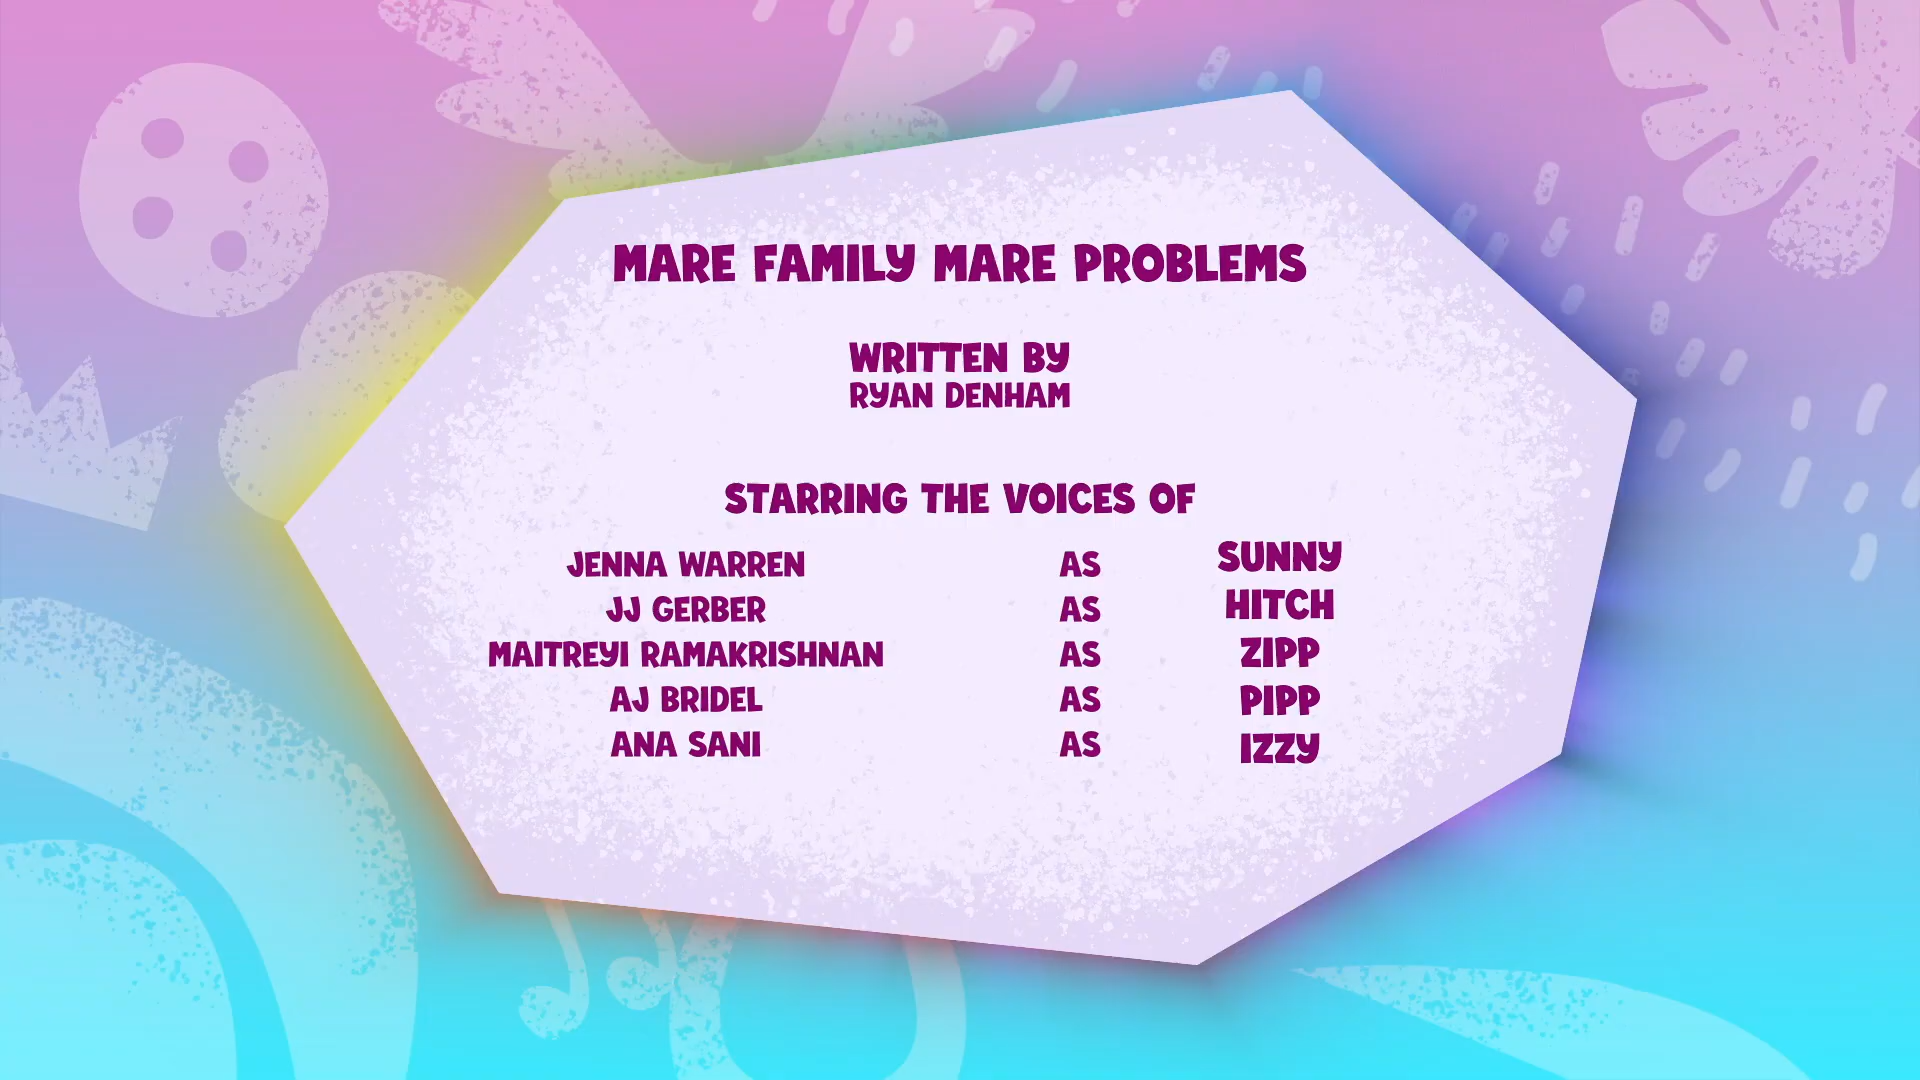 MARE FAMILY MARE PROBLEMS
WRITTEN BY
RYAN DENHAM
STARRING THE VOICES OF
JENNA WARREN AS SUNNY
JJ GERBER AS HITCH
MAITREYI RAMAKRISHNAN AS ZIPP
AJ BRIDEL AS PIPP
ANA SANI AS IZZY